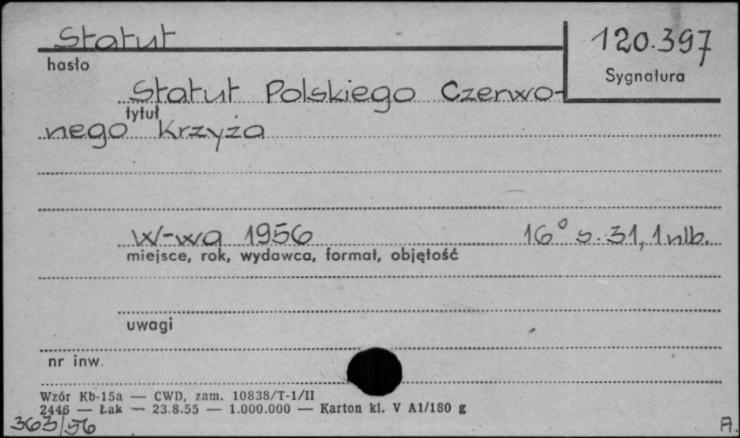 Statut
120.397
hasło
Sygnatura
Statut Polskiego Czerwo-
tytuł
nego Krzyża
W-wa 1956 16° s. 31, 1 nlb.
miejsce, rok, wydawca, format, objętość
uwagi
nr inw.
Wzór Kb-15a — CWD, zam. 10838/T-1/II
2446 — Łak — 23.8.55 — 1.000.000 — Karton kl. V A1/180 g
363/56
A.